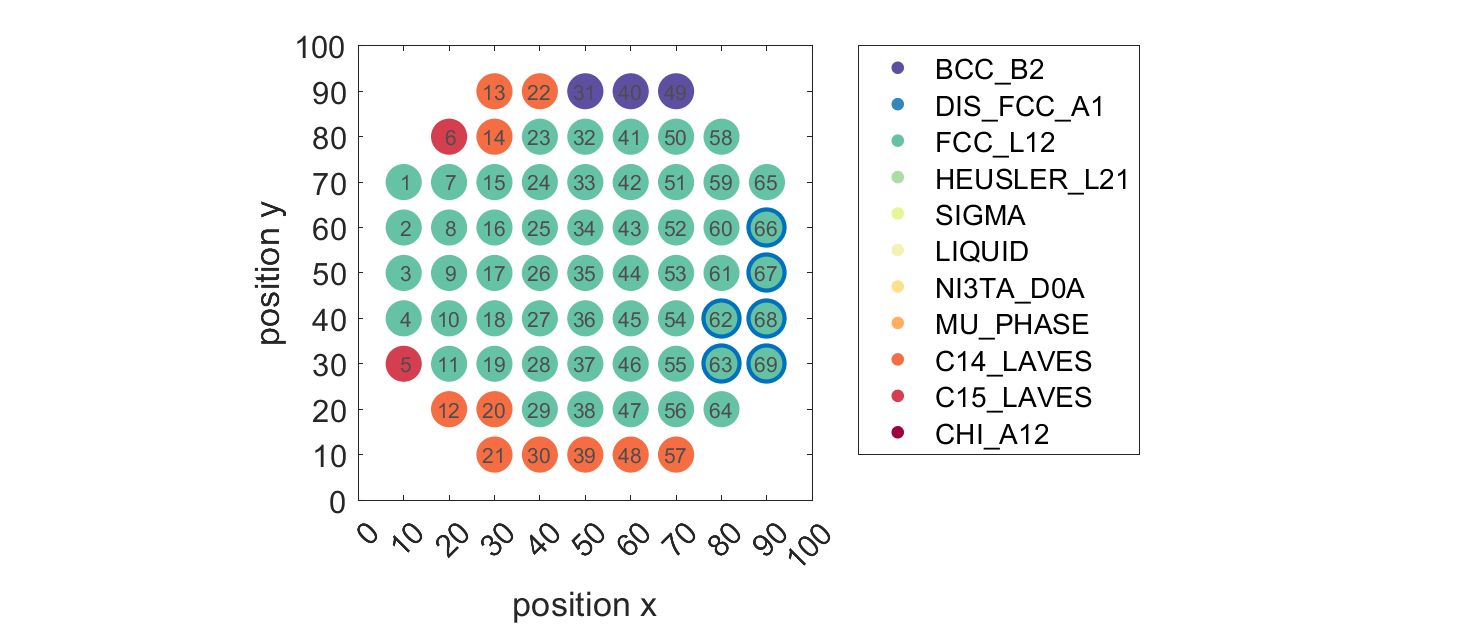 100
90 13 22 31 40 49
80 6 14 23 32 41 50 58
70 1 7 15 24 33 42 51 59 65
60 2 8 16 25 34 43 52 60 66
50 3 9 17 26 35 44 53 61 67
40 4 10 18 27 36 45 54 62 68
30 5 11 19 28 37 46 55 63 69
20 12 20 29 38 47 56 64
10 21 30 39 48 57
0
0 10 20 30 40 50 60 70 80 90 100
position x
position y
BCC_B2
DIS_FCC_A1
FCC_L12
HEUSLER_L21
SIGMA
LIQUID
NI3TA_D0A
MU_PHASE
C14_LAVES
C15_LAVES
CHI_A12